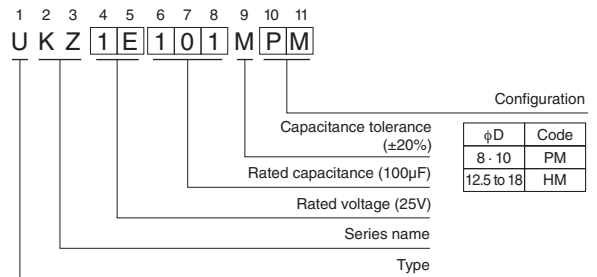 1 2 3 4 5 6 7 8 9 10 11
U K Z 1 E 1 0 1 M P M
Configuration
Capacitance tolerance
(±20%)
Rated capacitance (100µF)
Rated voltage (25V)
Series name
Type
ϕD Code
8 · 10 PM
12.5 to 18 HM